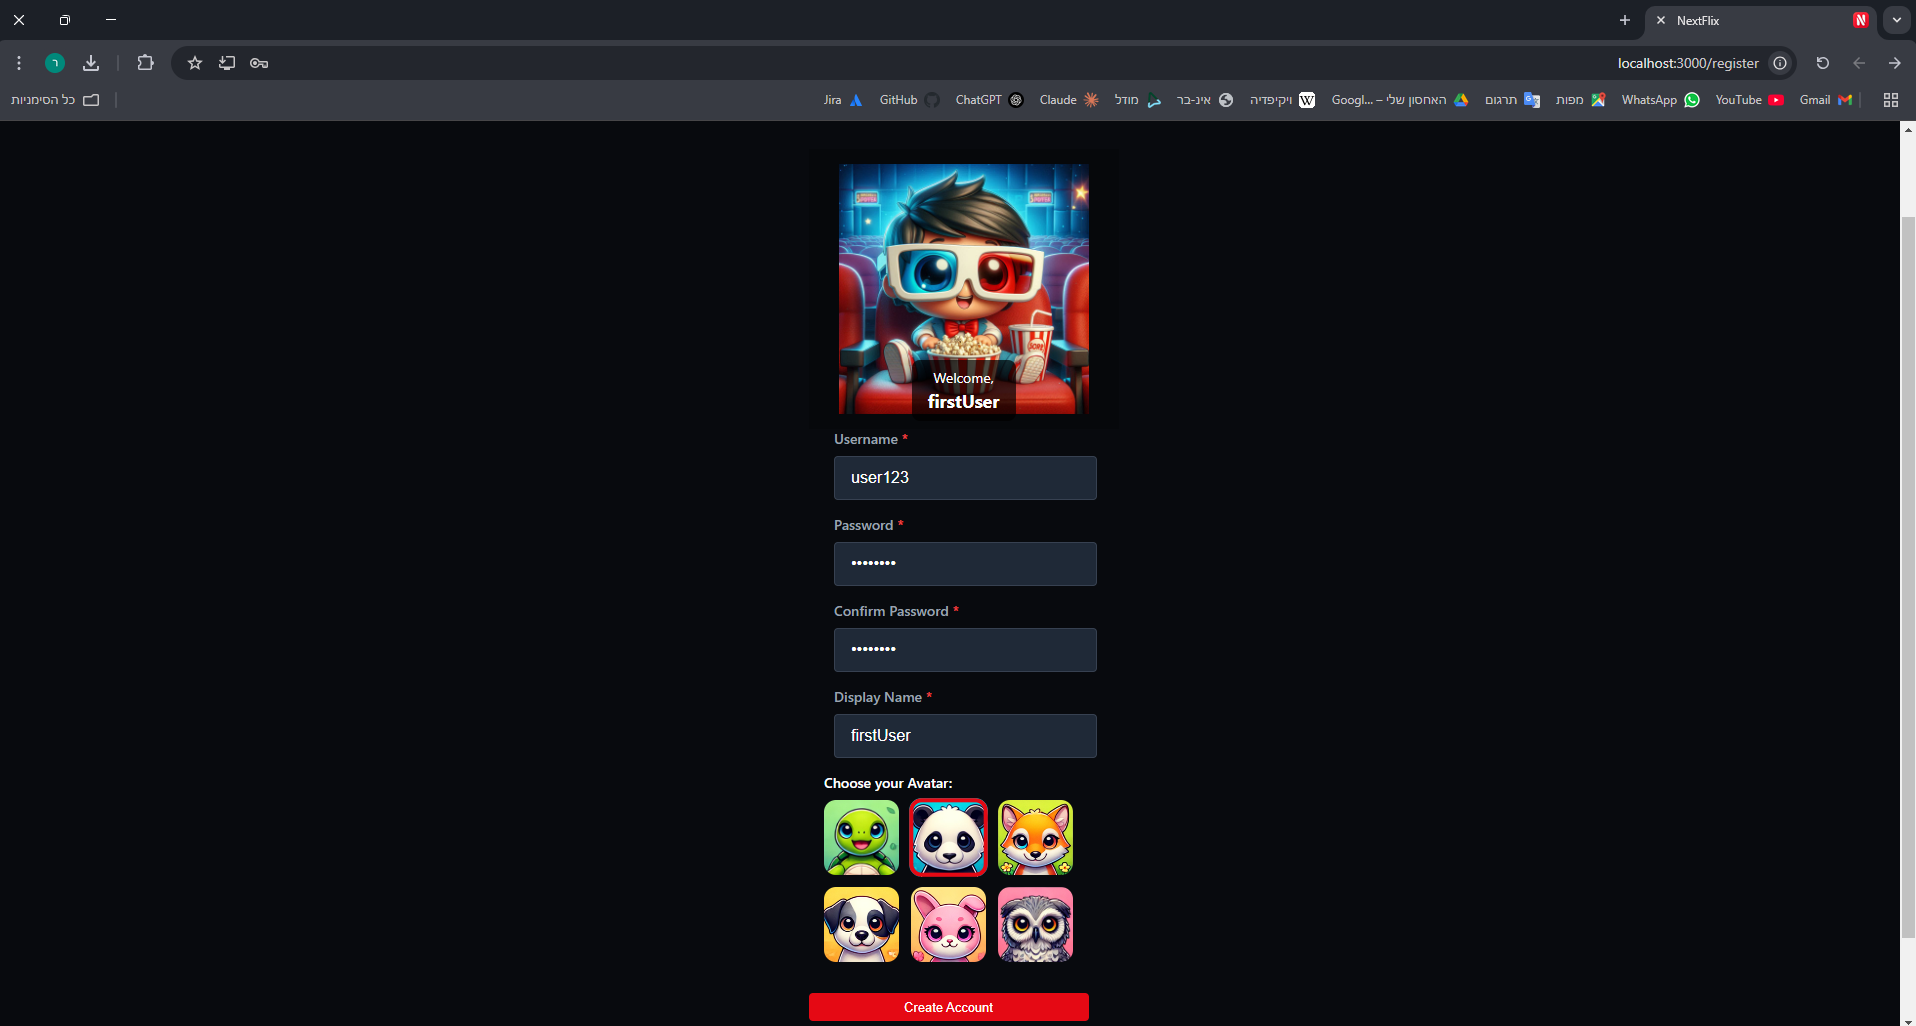 NextFlix
localhost:3000/register
כל הסימניות
Jira
GitHub
ChatGPT
Claude
מודל
אינ-בר
ויקיפדיה
האחסון שלי – Googl...
תרגום
מפות
WhatsApp
YouTube
Gmail
Welcome,
firstUser
Username *
user123
Password *
••••••••
Confirm Password *
••••••••
Display Name *
firstUser
Choose your Avatar:
Create Account